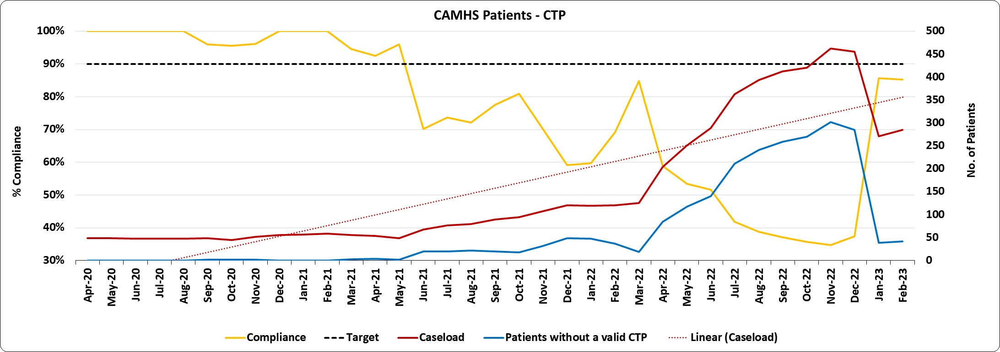 CAMHS Patients - CTP
% Compliance
100%
90%
80%
70%
60%
50%
40%
30%
500
450
400
350
300
250
200
150
100
50
0
No. of Patients
Apr-20
May-20
Jun-20
Jul-20
Aug-20
Sep-20
Oct-20
Nov-20
Dec-20
Jan-21
Feb-21
Mar-21
Apr-21
May-21
Jun-21
Jul-21
Aug-21
Sep-21
Oct-21
Nov-21
Dec-21
Jan-22
Feb-22
Mar-22
Apr-22
May-22
Jun-22
Jul-22
Aug-22
Sep-22
Oct-22
Nov-22
Dec-22
Jan-23
Feb-23
Compliance
Target
Caseload
Patients without a valid CTP
Linear (Caseload)